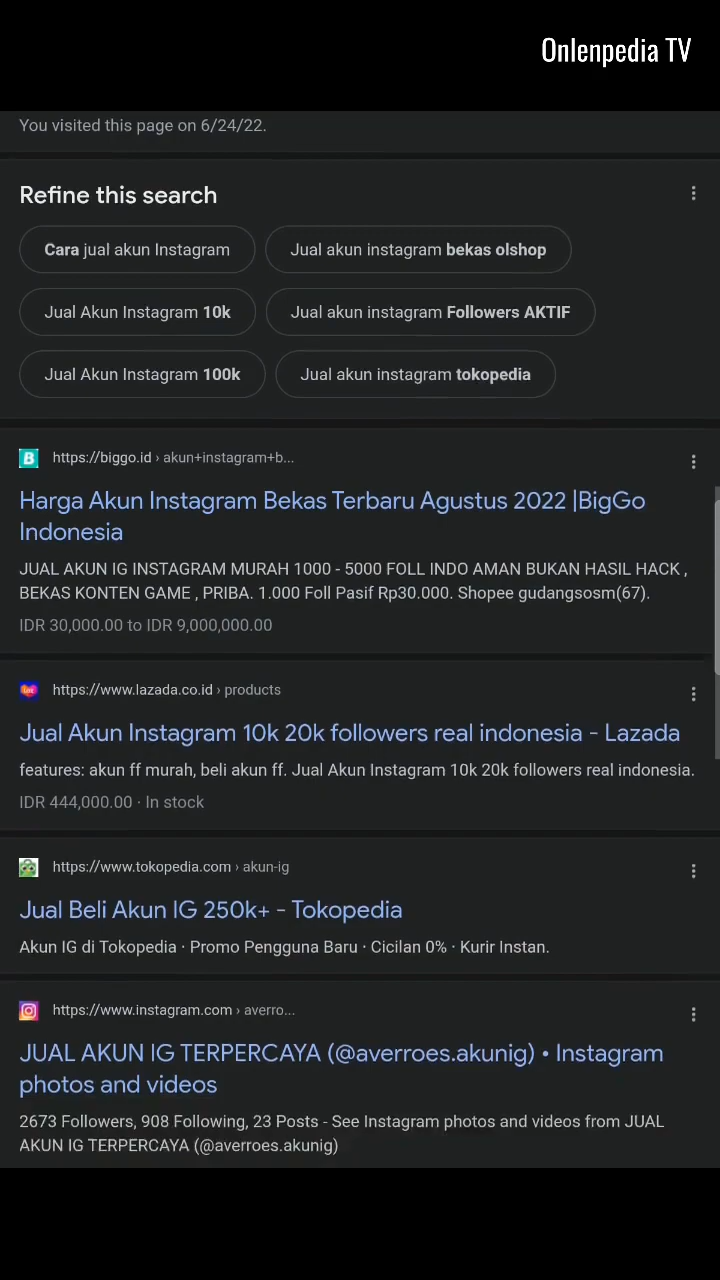 Onlenpedia TV
You visited this page on 6/24/22.
Refine this search
Cara jual akun Instagram
Jual akun instagram bekas olshop
Jual Akun Instagram 10k
Jual akun instagram Followers AKTIF
Jual Akun Instagram 100k
Jual akun instagram tokopedia
https://biggo.id › akun+instagram+b...
Harga Akun Instagram Bekas Terbaru Agustus 2022 |BigGo
Indonesia
JUAL AKUN IG INSTAGRAM MURAH 1000 - 5000 FOLL INDO AMAN BUKAN HASIL HACK ,
BEKAS KONTEN GAME , PRIBA. 1.000 Foll Pasif Rp30.000. Shopee gudangsosm(67).
IDR 30,000.00 to IDR 9,000,000.00
https://www.lazada.co.id › products
Jual Akun Instagram 10k 20k followers real indonesia - Lazada
features: akun ff murah, beli akun ff. Jual Akun Instagram 10k 20k followers real indonesia.
IDR 444,000.00 · In stock
https://www.tokopedia.com › akun-ig
Jual Beli Akun IG 250k+ - Tokopedia
Akun IG di Tokopedia · Promo Pengguna Baru · Cicilan 0% · Kurir Instan.
https://www.instagram.com › averro...
JUAL AKUN IG TERPERCAYA (@averroes.akunig) • Instagram
photos and videos
2673 Followers, 908 Following, 23 Posts - See Instagram photos and videos from JUAL
AKUN IG TERPERCAYA (@averroes.akunig)